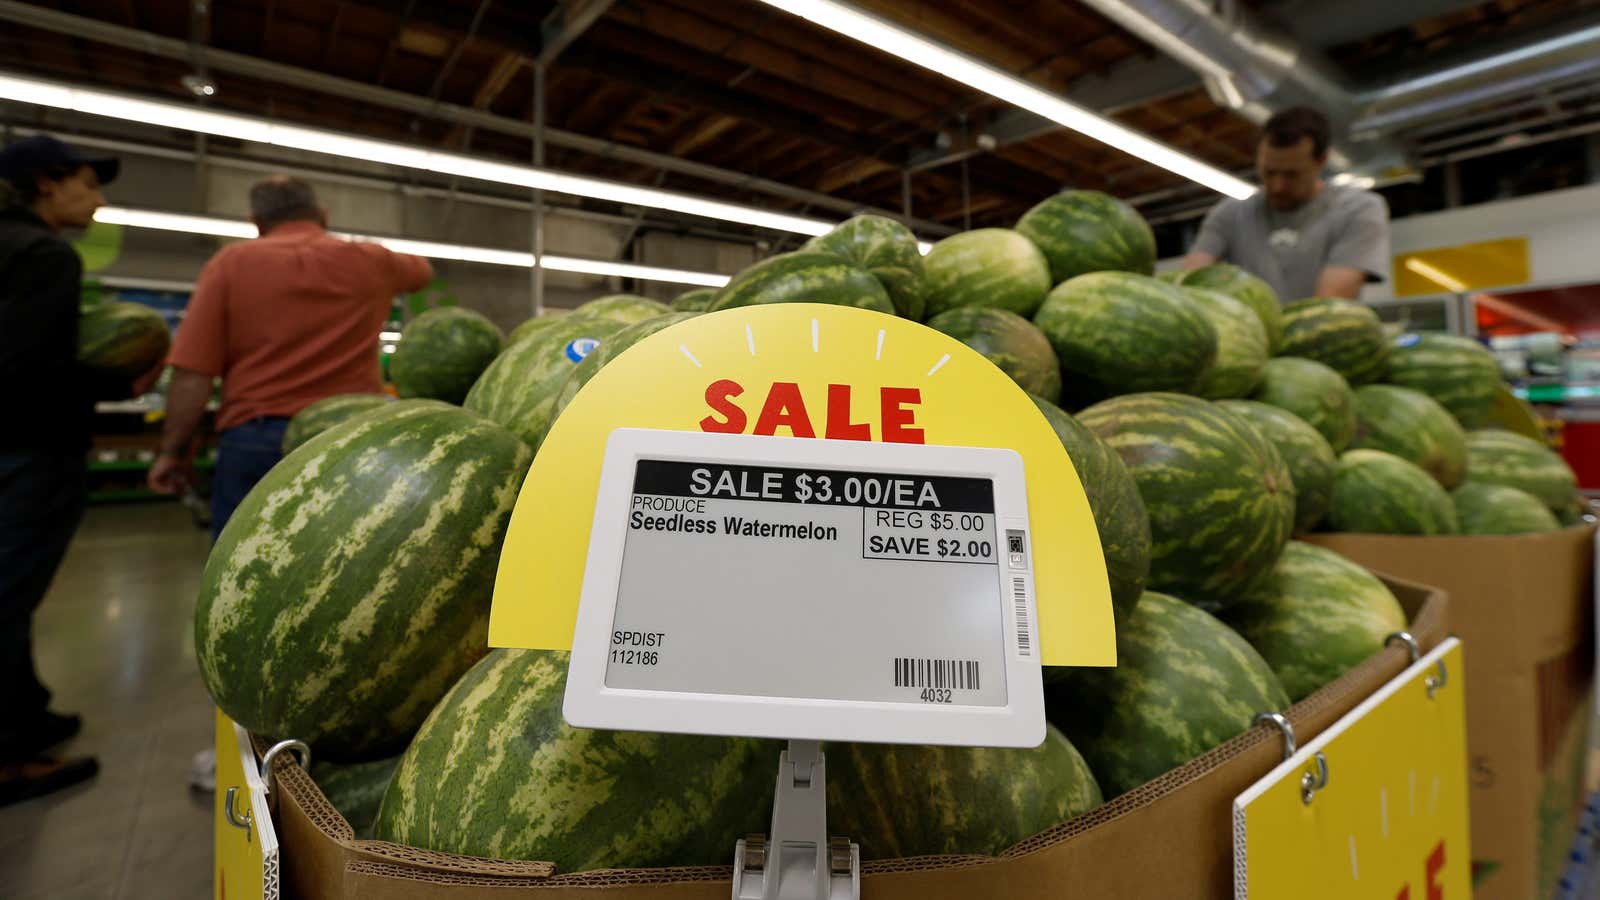 SALE
SALE $3.00/EA
PRODUCE
Seedless Watermelon
REG $5.00
SAVE $2.00
SPDIST
112186
4032